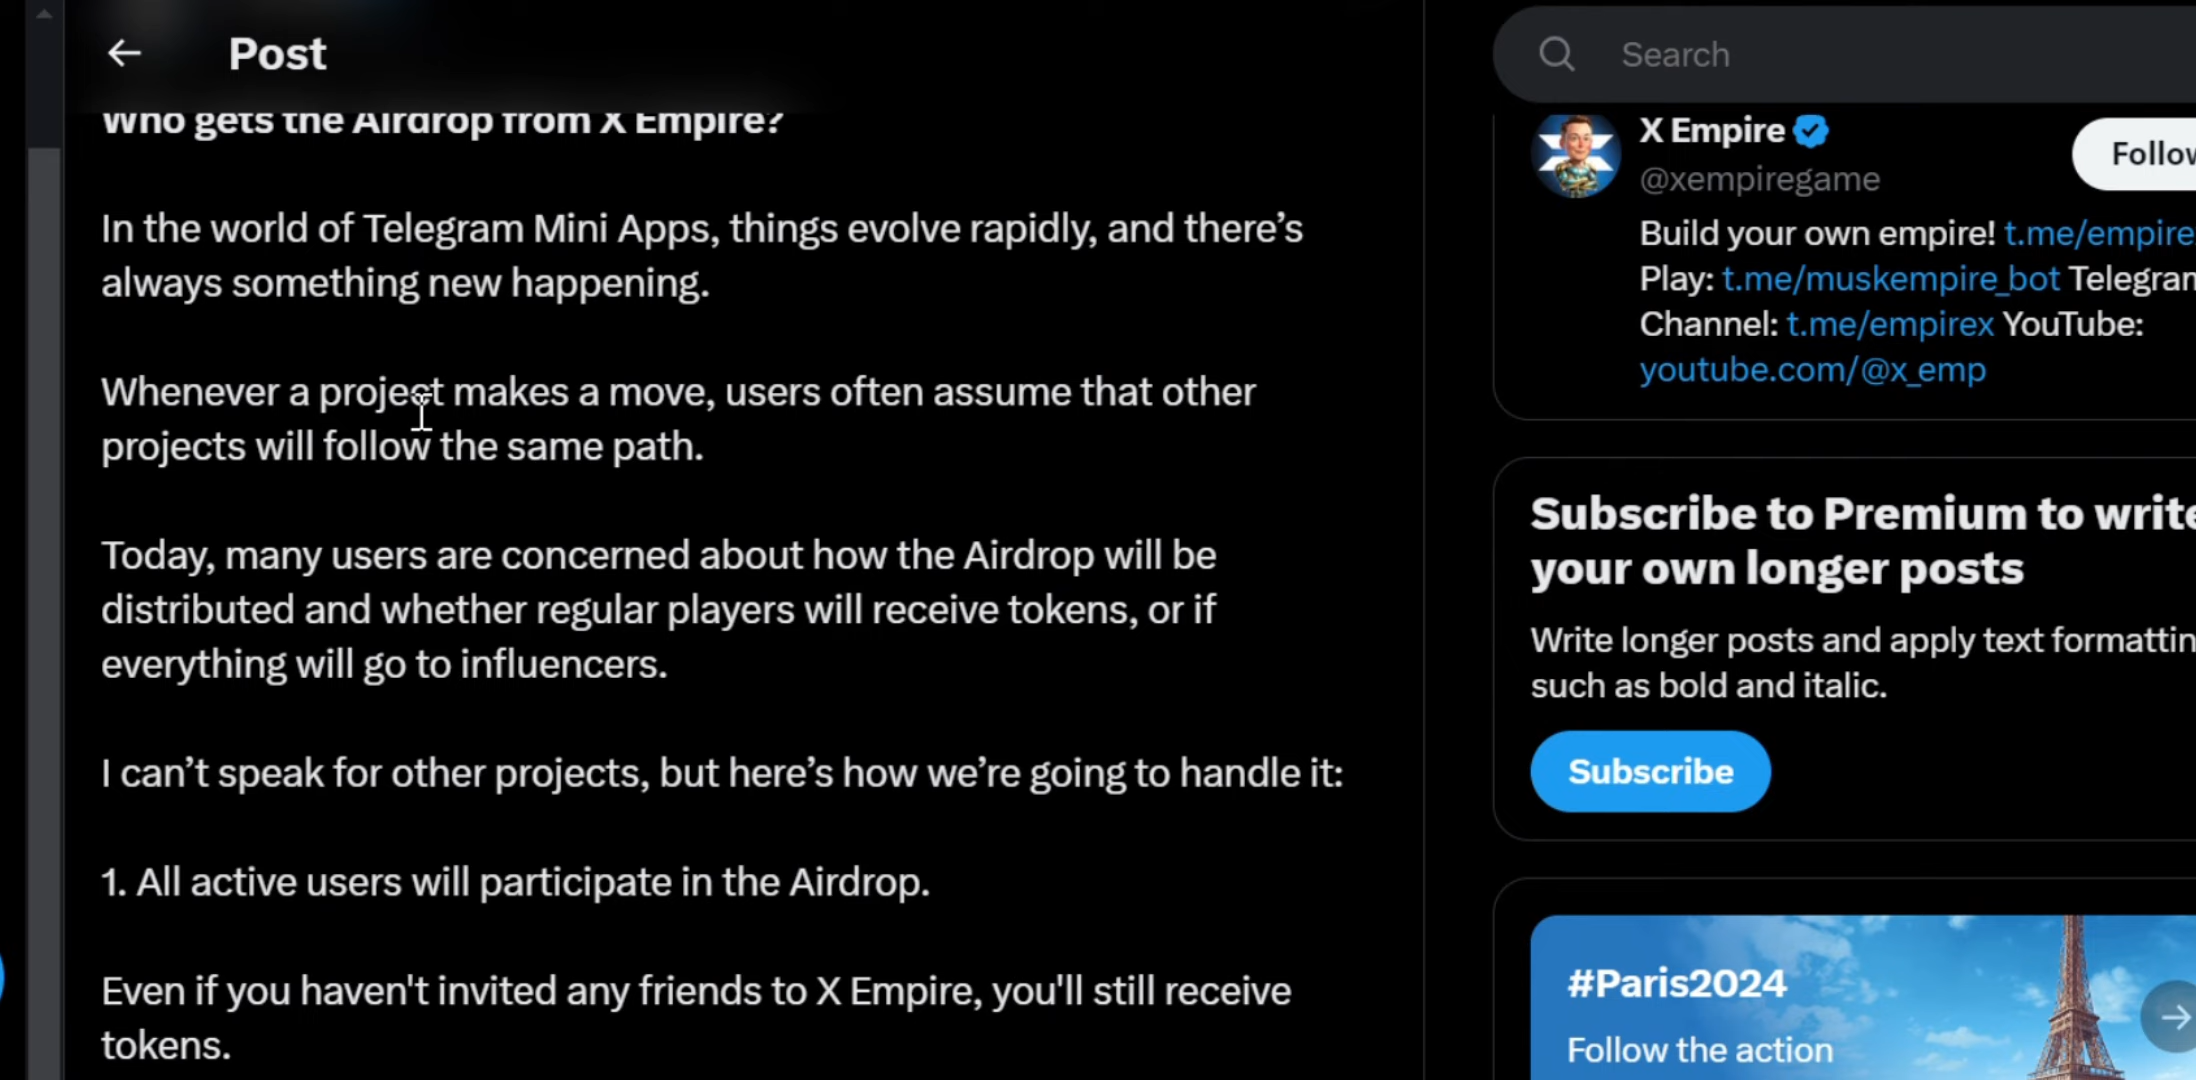 Post
Who gets the Airdrop from X Empire?
In the world of Telegram Mini Apps, things evolve rapidly, and there’s
always something new happening.
Whenever a project makes a move, users often assume that other
projects will follow the same path.
Today, many users are concerned about how the Airdrop will be
distributed and whether regular players will receive tokens, or if
everything will go to influencers.
I can’t speak for other projects, but here’s how we’re going to handle it:
1. All active users will participate in the Airdrop.
Even if you haven't invited any friends to X Empire, you'll still receive
tokens.
Search
X Empire
@xempiregame
Follow
Build your own empire! t.me/empire
Play: t.me/muskempire_bot Telegram
Channel: t.me/empirex YouTube:
youtube.com/@x_emp
Subscribe to Premium to write
your own longer posts
Write longer posts and apply text formattin
such as bold and italic.
Subscribe
#Paris2024
Follow the action